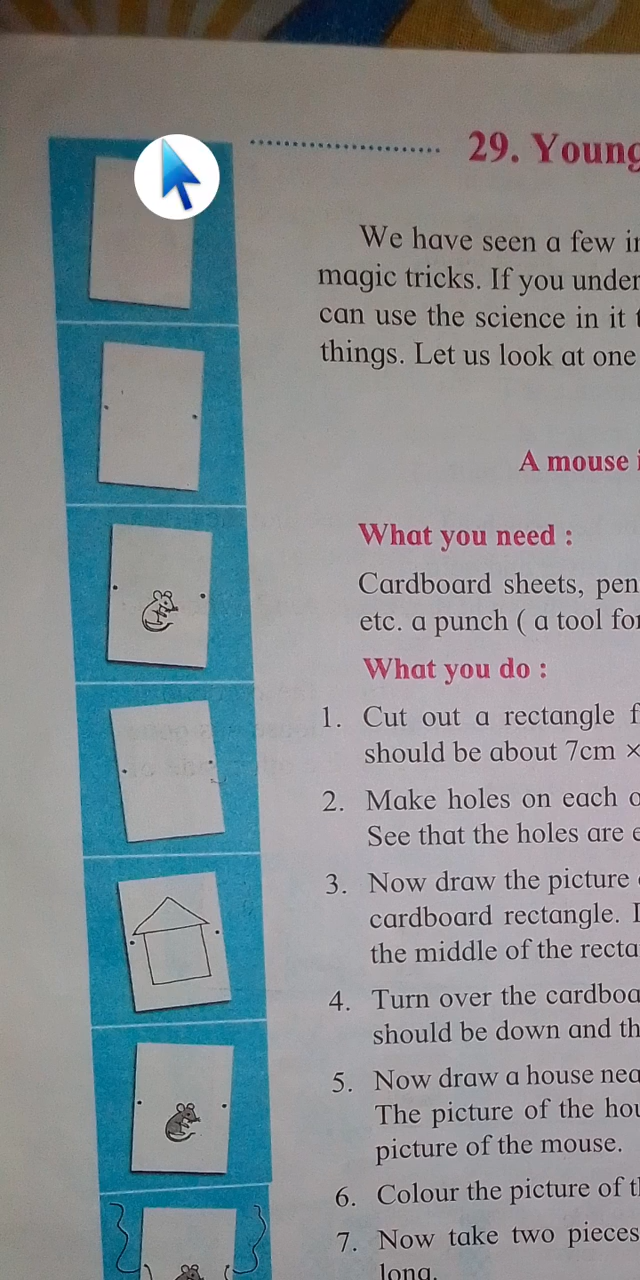 29. Young
We have seen a few
magic tricks. If you under
can use the science in it
things. Let us look at one
A mouse
What you need :
Cardboard sheets, pen
etc. a punch ( a tool for
What you do :
1. Cut out a rectangle
should be about 7cm ×
2. Make holes on each
See that the holes are
3. Now draw the picture
cardboard rectangle.
the middle of the recta
4. Turn over the cardboa
should be down and th
5. Now draw a house nea
The picture of the hou
picture of the mouse.
6. Colour the picture of
7. Now take two pieces
long.